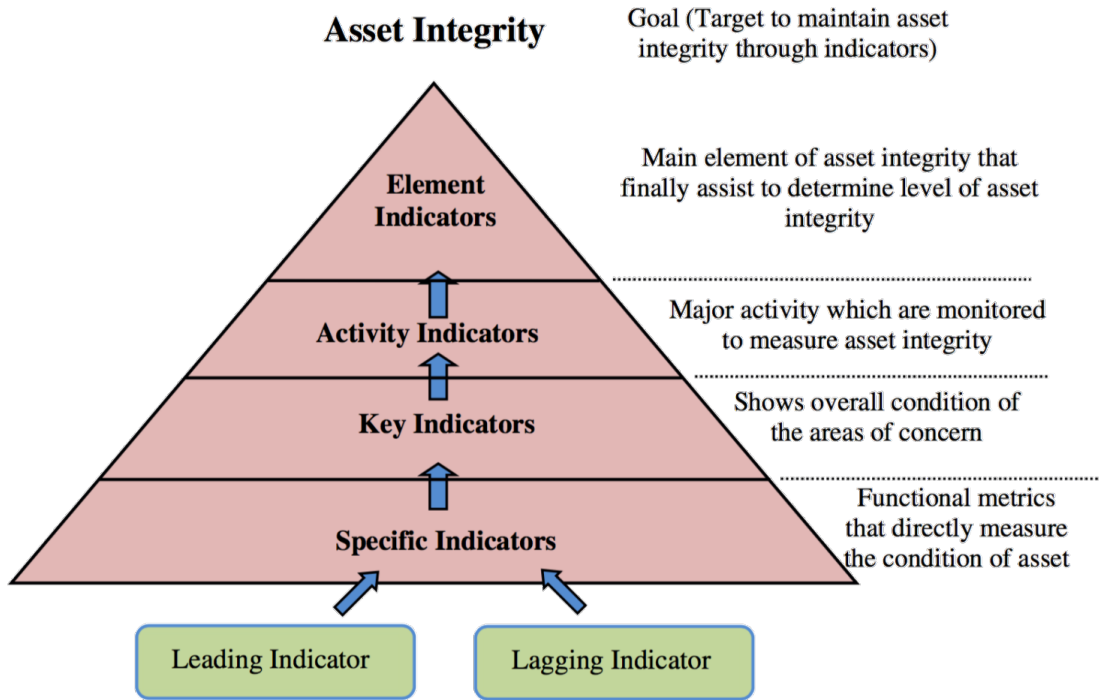 Asset Integrity
Goal (Target to maintain asset
integrity through indicators)
Element
Indicators
Main element of asset integrity that
finally assist to determine level of asset
integrity
Activity Indicators
Major activity which are monitored
to measure asset integrity
Key Indicators
Shows overall condition of
the areas of concern
Specific Indicators
Functional metrics
that directly measure
the condition of asset
Leading Indicator
Lagging Indicator